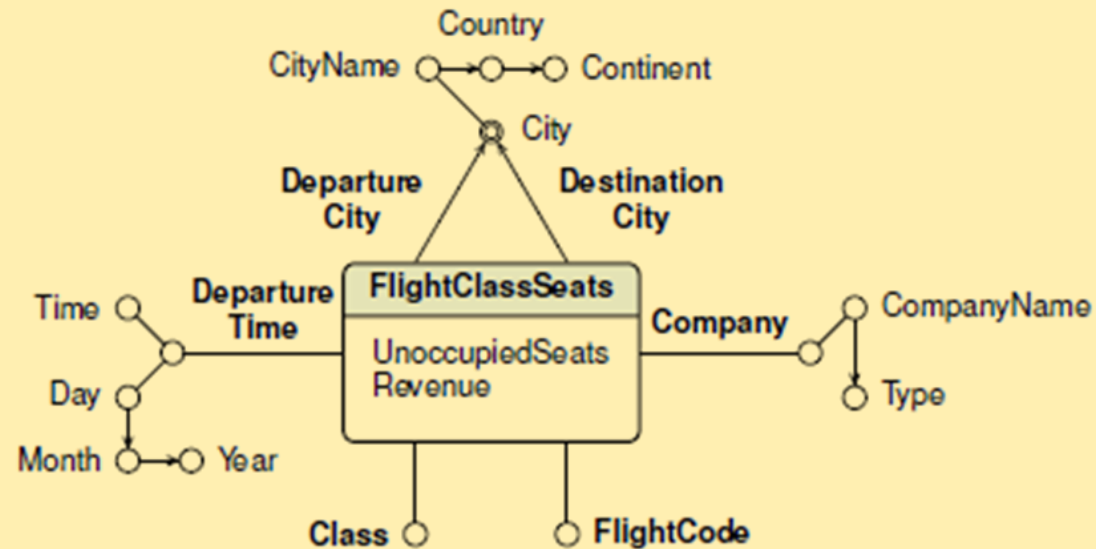 Country
CityName
Continent
City
Departure
City
Destination
City
FlightClassSeats
Time
Departure
Time
Company
CompanyName
UnoccupiedSeats
Revenue
Day
Type
Month
Year
Class
FlightCode